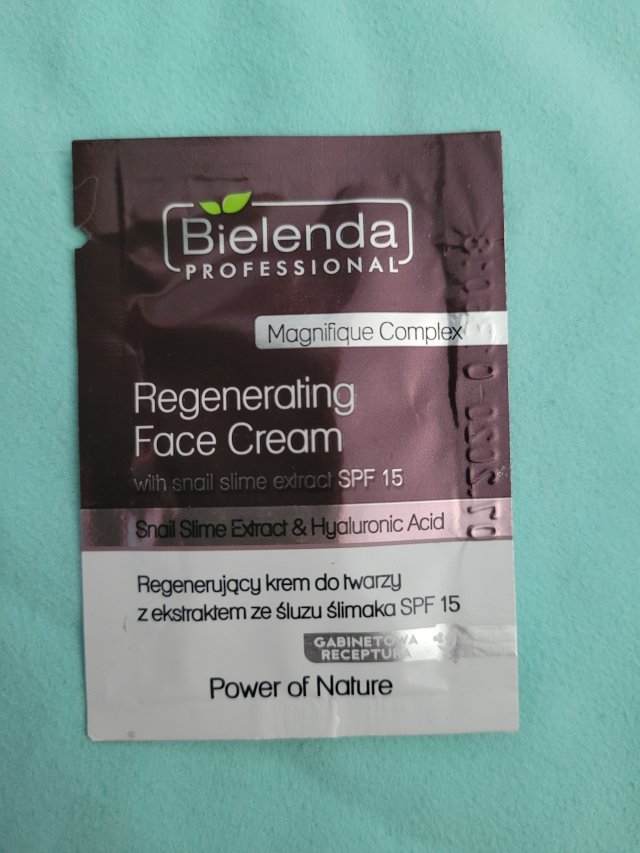 Bielenda
PROFESSIONAL
Magnifique Complex
Regenerating
Face Cream
with snail slime extract SPF 15
Snail Slime Extract & Hyaluronic Acid
Regenerujący krem do twarzy
z ekstraktem ze śluzu ślimaka SPF 15
GABINETOWA
RECEPTURA
Power of Nature